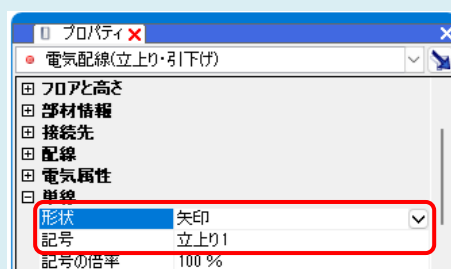 プロパティ
電気配線(立上り・引下げ)
フロアと高さ
部材情報
接続先
配線
電気属性
単線
形状 矢印
記号 立上り1
記号の倍率 100 %